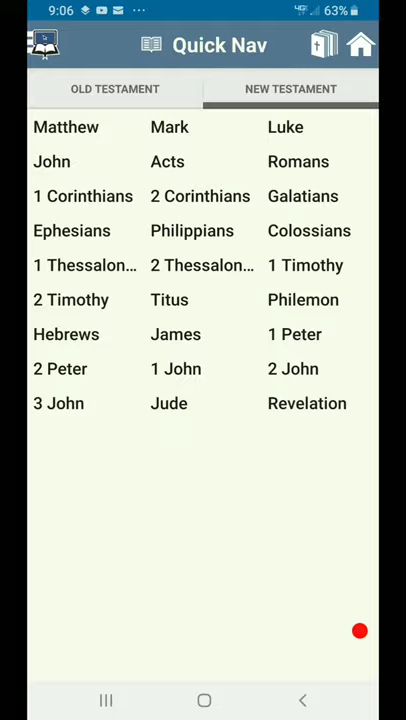 9:06 63%
Quick Nav
OLD TESTAMENT NEW TESTAMENT
Matthew Mark Luke
John Acts Romans
1 Corinthians 2 Corinthians Galatians
Ephesians Philippians Colossians
1 Thessalon... 2 Thessalon... 1 Timothy
2 Timothy Titus Philemon
Hebrews James 1 Peter
2 Peter 1 John 2 John
3 John Jude Revelation